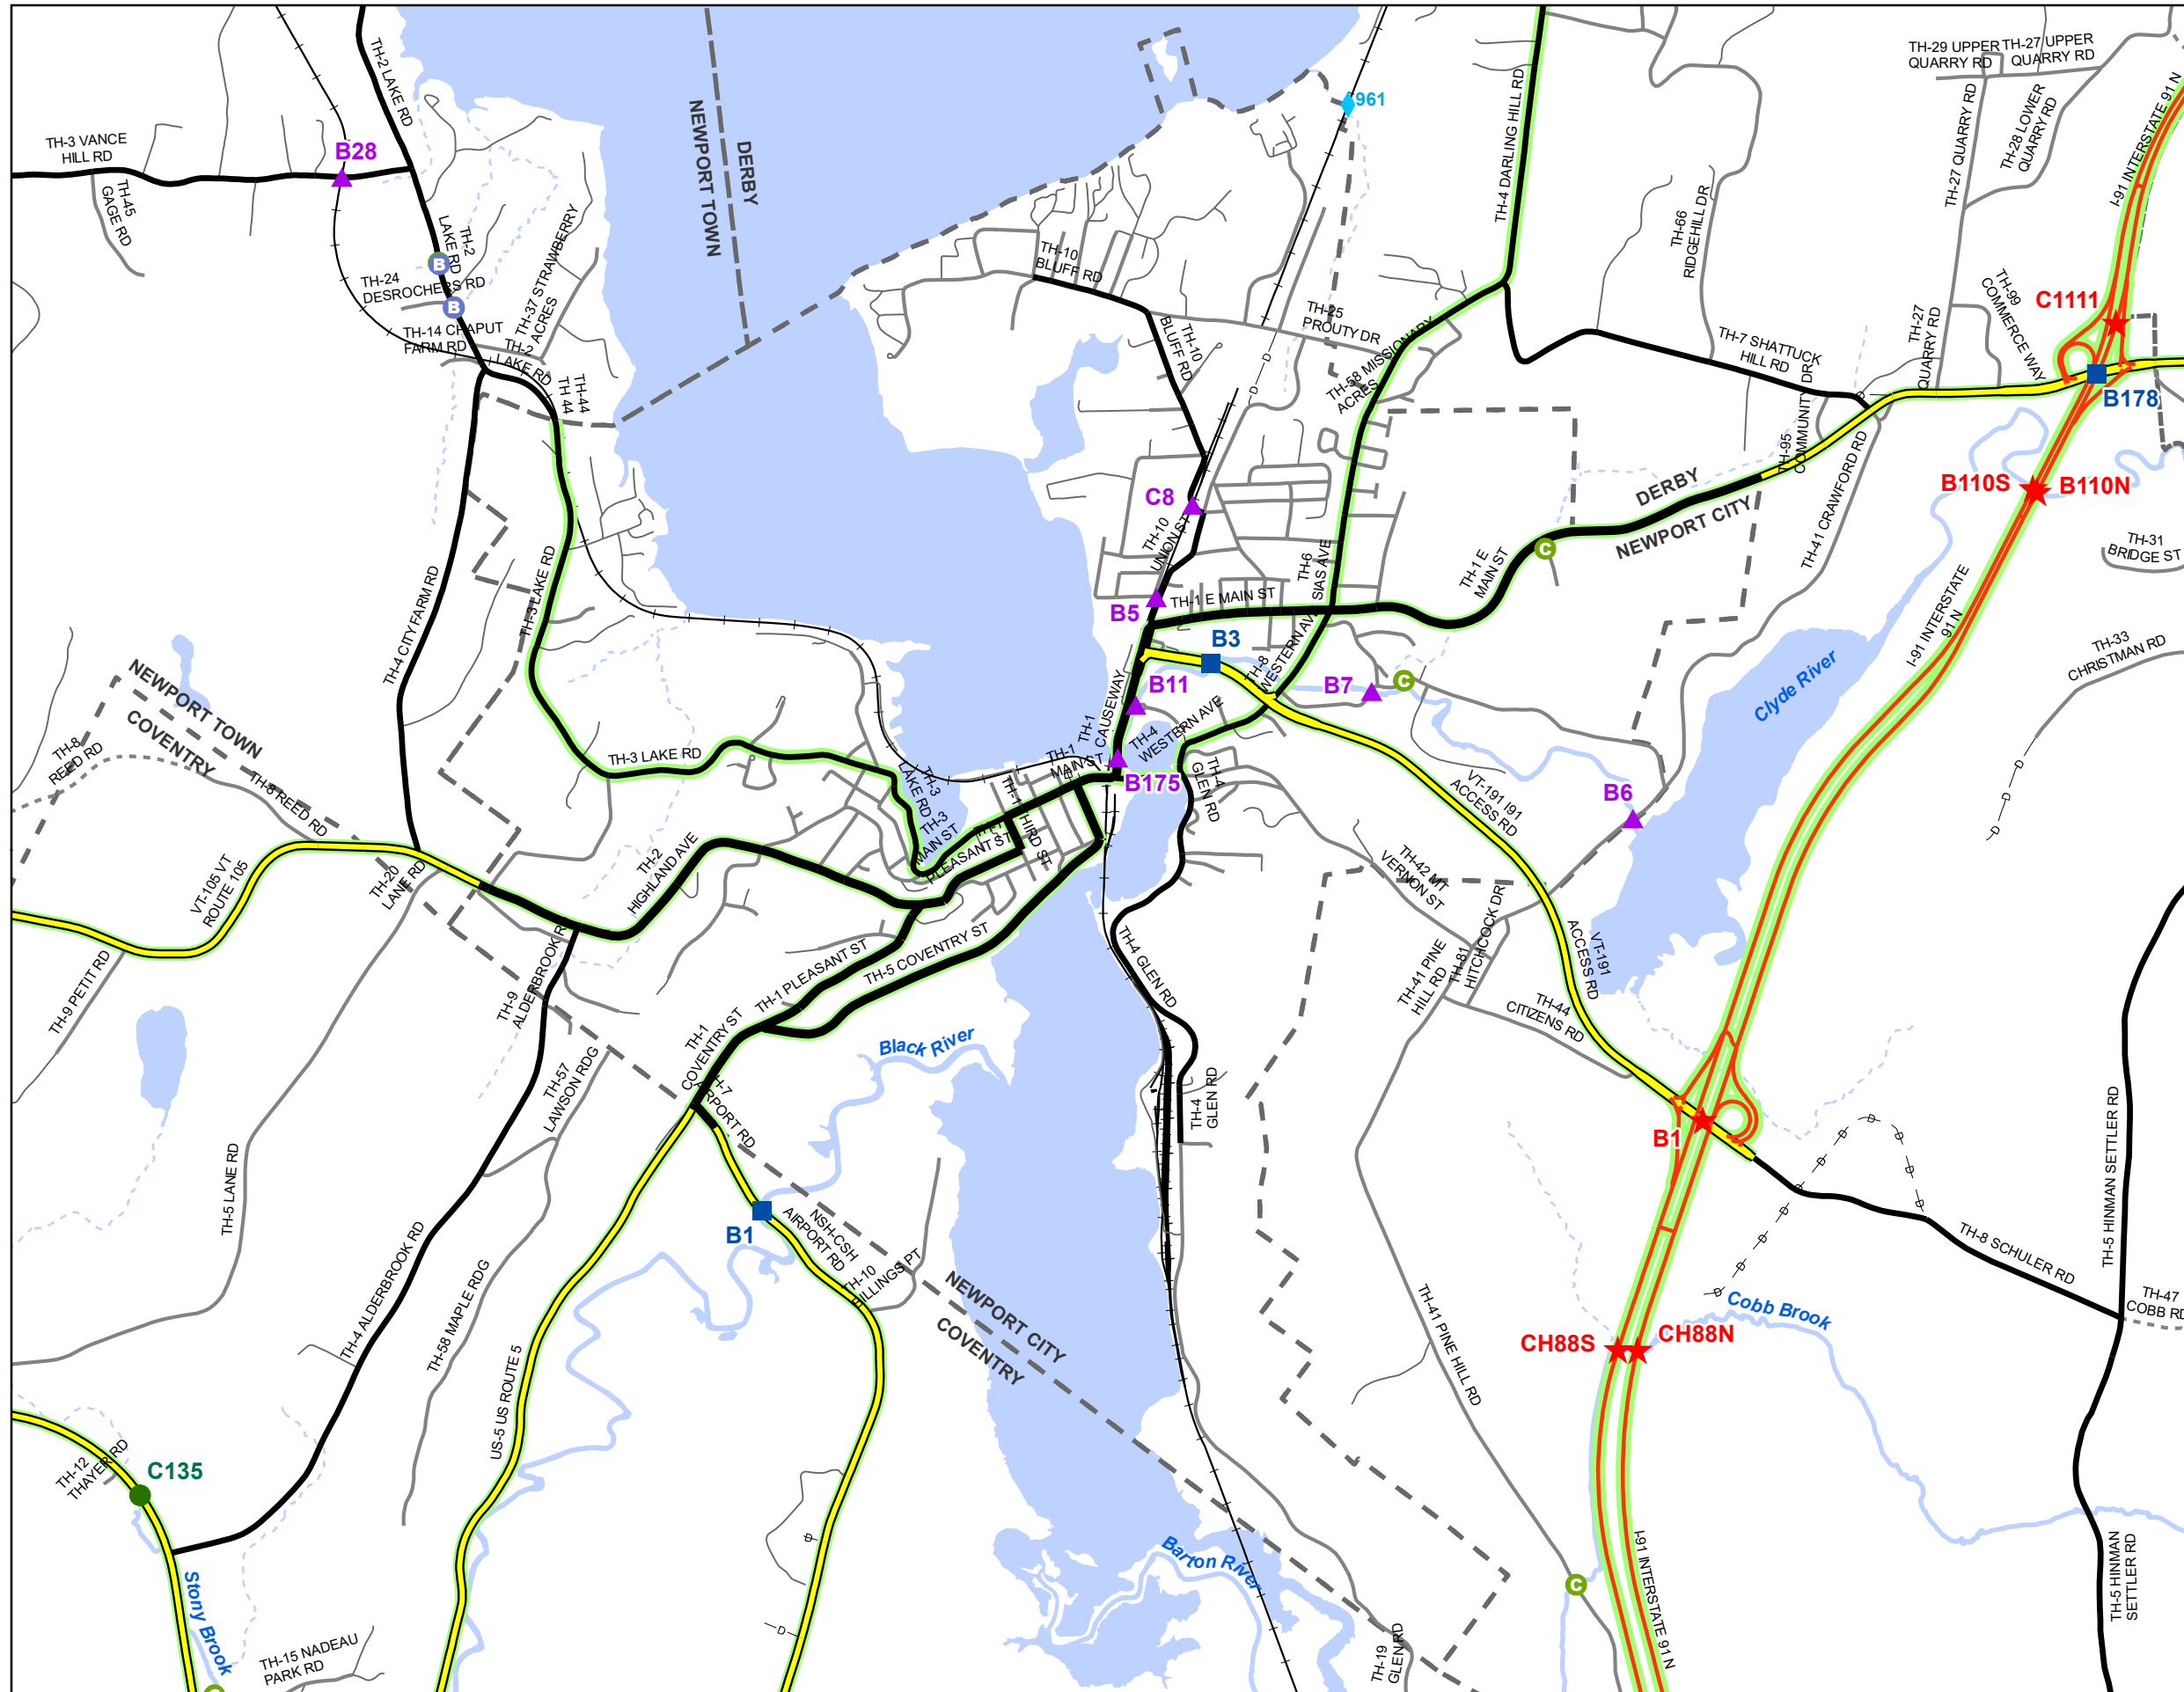 TH-2 LAKE RD
961
TH-29 UPPER
QUARRY RD
TH-27 UPPER
QUARRY RD
TH-3 VANCE
HILL RD
B28
TH-45
GAGE RD
DERBY
NEWPORT TOWN
TH-4 DARLING HILL RD
TH-27 QUARRY RD
TH-28 LOWER
QUARRY RD
I-91 INTERSTATE 91 N
TH-66
RIDGEHILL DR
TH-2
LAKE RD
B
TH-24
DESROCHERS RD
B
TH-37 STRAWBERRY
ACRES
TH-14 CHAPUT
FARM RD
TH-2
LAKE RD
TH-44
TH 44
TH-10
BLUFF RD
TH-10
BLUFF RD
TH-25
PROUTY DR
TH-58 MISSIONARY
ACRES
D
D
TH-7 SHATTUCK
HILL RD
TH-27
QUARRY RD
TH-99
COMMERCE WAY
C1111
B178
D
TH-95
COMMUNITY DR
TH-41 CRAWFORD RD
DERBY
NEWPORT CITY
B110S
B110N
TH-31
BRIDGE ST
C8
TH-10
UNION ST
TH-6
SIAS AVE
TH-1 E
MAIN ST
C
B5
TH-1 E MAIN ST
B3
TH-8
WESTERN AVE
B7
C
B11
TH-1
CAUSEWAY
TH-4
WESTERN AVE
B175
TH-4
GLEN RD
TH-4 CITY FARM RD
TH-3 LAKE RD
TH-3 LAKE RD
I-91 INTERSTATE
91 N
Clyde River
TH-33
CHRISTMAN RD
D
D
D
NEWPORT TOWN
COVENTRY
TH-8
REED RD
TH-8 REED RD
TH-1
MAIN ST
TH-3
LAKE RD
TH-3
MAIN ST
TH-1
THIRD ST
PLEASANT ST
VT-191 I91
ACCESS RD
B6
VT-105 VT
ROUTE 105
TH-20
LANE RD
TH-2
HIGHLAND AVE
TH-42 MT
VERNON ST
TH-81
HITCHCOCK DR
VT-191
ACCESS RD
TH-41 PINE
HILL RD
TH-44
CITIZENS RD
TH-9 PETIT RD
TH-9
ALDERBROOK RD
TH-1 PLEASANT ST
TH-5 COVENTRY ST
TH-4 GLEN RD
TH-1
COVENTRY ST
Black River
TH-7
AIRPORT RD
TH-57
LAWSON RDG
TH-4
GLEN RD
B1
D
D
D
D
D
D
D
D
D
TH-5 HINMAN SETTLER RD
TH-5 LANE RD
B1
NSH-CSH
AIRPORT RD
TH-10
BILLINGS PT
TH-8 SCHULER RD
TH-47
COBB RD
TH-4 ALDERBROOK RD
TH-58 MAPLE RDG
US-5 US ROUTE 5
NEWPORT CITY
COVENTRY
TH-41 PINE HILL RD
CH88S
CH88N
Cobb Brook
TH-12
THAYER RD
C135
D
D
Barton River
C
I-91 INTERSTATE 91 N
TH-5 HINMAN
SETTLER RD
Stony Brook
TH-15 NADEAU
PARK RD
TH-19
GLEN RD